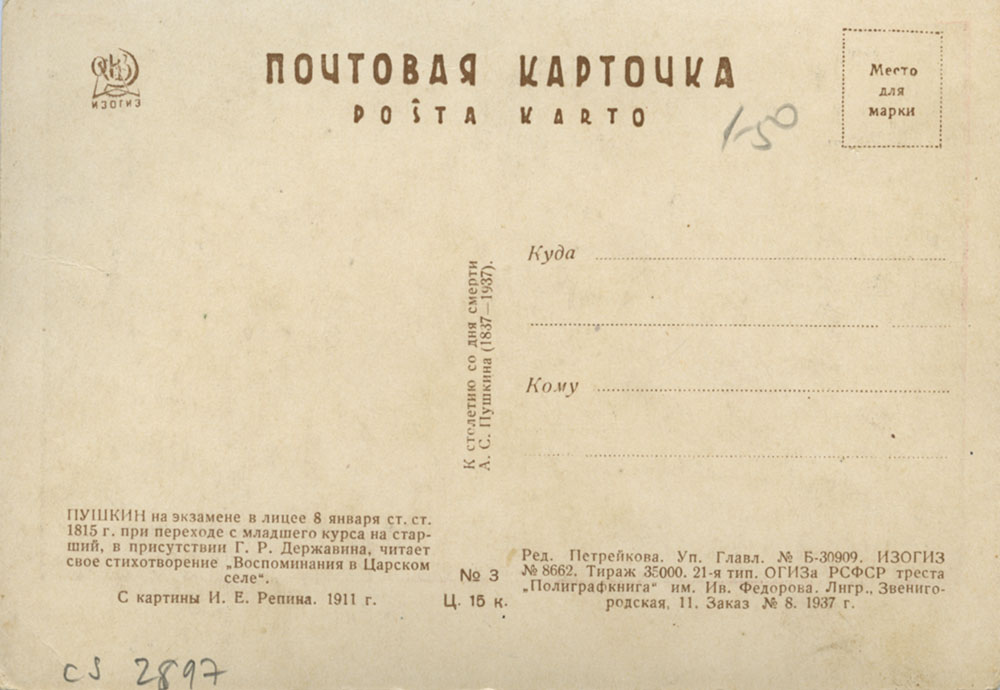 ИЗОГИЗ
ПОЧТОВАЯ КАРТОЧКА
POŜTA KARTO
Место
для
марки
1-50
Куда
Кому
К столетию со дня смерти
А. С. Пушкина (1837—1937).
ПУШКИН на экзамене в лицее 8 января ст. ст.
1815 г. при переходе с младшего курса на стар-
ший, в присутствии Г. Р. Державина, читает
свое стихотворение „Воспоминания в Царском
селе“.
С картины И. Е. Репина. 1911 г.
№ 3
Ц. 15 к.
Ред. Петрейкова. Уп. Главл. № Б-30909. ИЗОГИЗ
№ 8662. Тираж 35000. 21-я тип. ОГИЗа РСФСР треста
„Полиграфкнига“ им. Ив. Федорова. Лнгр., Звениго-
родская, 11. Заказ № 8. 1937 г.
cs 2897